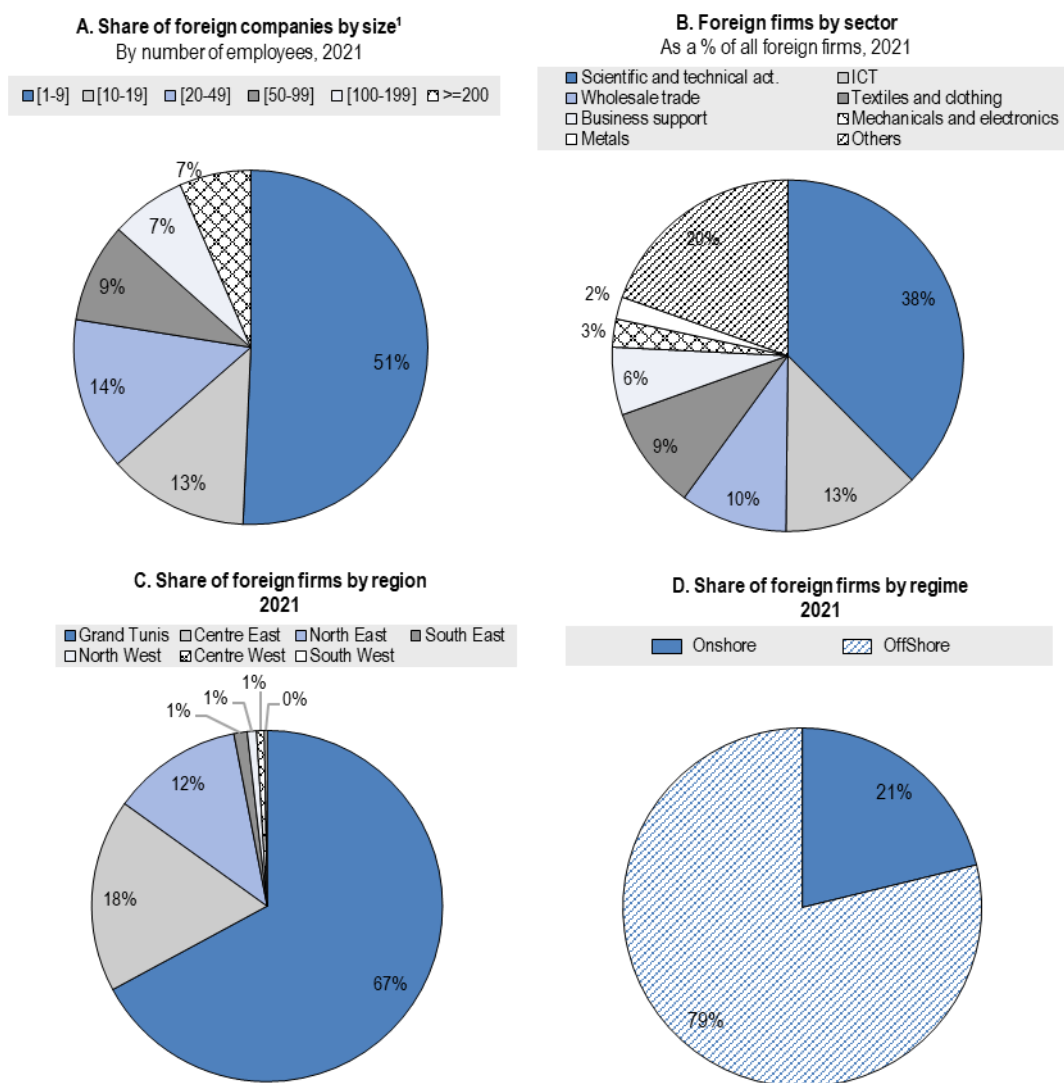 A. Share of foreign companies by size¹
By number of employees, 2021
[1-9] [10-19] [20-49] [50-99] [100-199] >=200
7%
7%
9%
51%
14%
13%
B. Foreign firms by sector
As a % of all foreign firms, 2021
Scientific and technical act. ICT
Wholesale trade Textiles and clothing
Business support Mechanicals and electronics
Metals Others
20%
2%
38%
3%
6%
9%
10%
13%
C. Share of foreign firms by region
2021
Grand Tunis Centre East North East South East
North West Centre West South West
1%
1%
0%
1%
12%
18%
67%
D. Share of foreign firms by regime
2021
Onshore OffShore
21%
79%